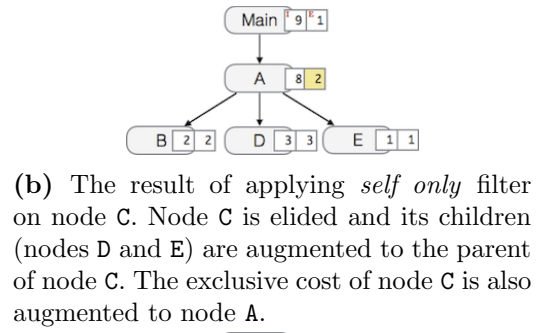 Main T 9 E 1
A 8 2
B 2 2 D 3 3 E 1 1
(b) The result of applying self only filter
on node C. Node C is elided and its children
(nodes D and E) are augmented to the parent
of node C. The exclusive cost of node C is also
augmented to node A.